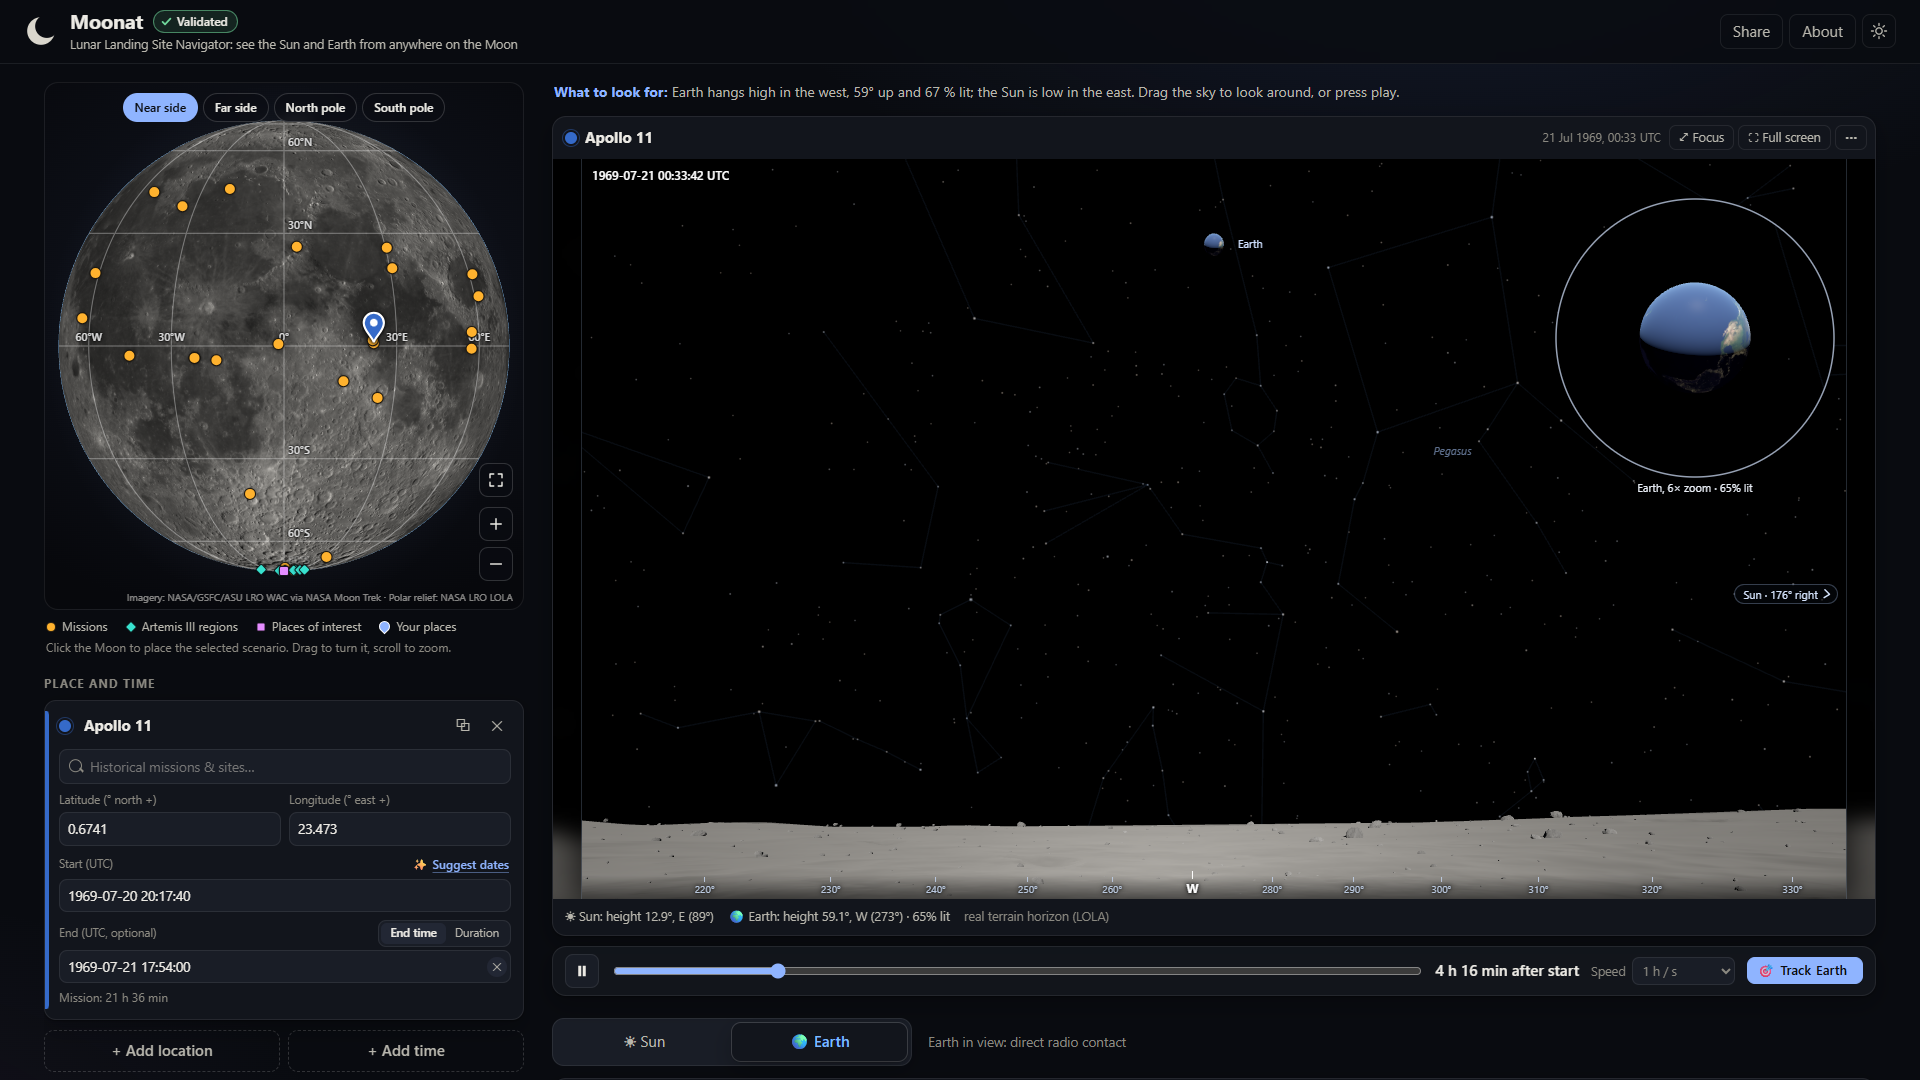 Moonat
Validated
Lunar Landing Site Navigator: see the Sun and Earth from anywhere on the Moon
Share
About
Near side
Far side
North pole
South pole
60°N
30°N
60°W
30°W
0°
30°E
30°S
60°S
Imagery: NASA/GSFC/ASU LRO WAC via NASA Moon Trek · Polar relief: NASA LRO LOLA
Missions
Artemis III regions
Places of interest
Your places
Click the Moon to place the selected scenario. Drag to turn it, scroll to zoom.
PLACE AND TIME
Apollo 11
Historical missions & sites...
Latitude (° north +)
Longitude (° east +)
0.6741
23.473
Start (UTC)
✨ Suggest dates
1969-07-20 20:17:40
End (UTC, optional)
End time
Duration
1969-07-21 17:54:00
Mission: 21 h 36 min
+ Add location
+ Add time
What to look for: Earth hangs high in the west, 59° up and 67 % lit; the Sun is low in the east. Drag the sky to look around, or press play.
Apollo 11
21 Jul 1969, 00:33 UTC
Focus
Full screen
1969-07-21 00:33:42 UTC
Earth
Pegasus
Earth, 6× zoom · 65% lit
Sun · 176° right
220°
230°
240°
250°
260°
W
280°
290°
300°
310°
320°
330°
Sun: height 12.9°, E (89°)
Earth: height 59.1°, W (273°) · 65% lit
real terrain horizon (LOLA)
4 h 16 min after start
Speed
1 h / s
Track Earth
Sun
Earth
Earth in view: direct radio contact